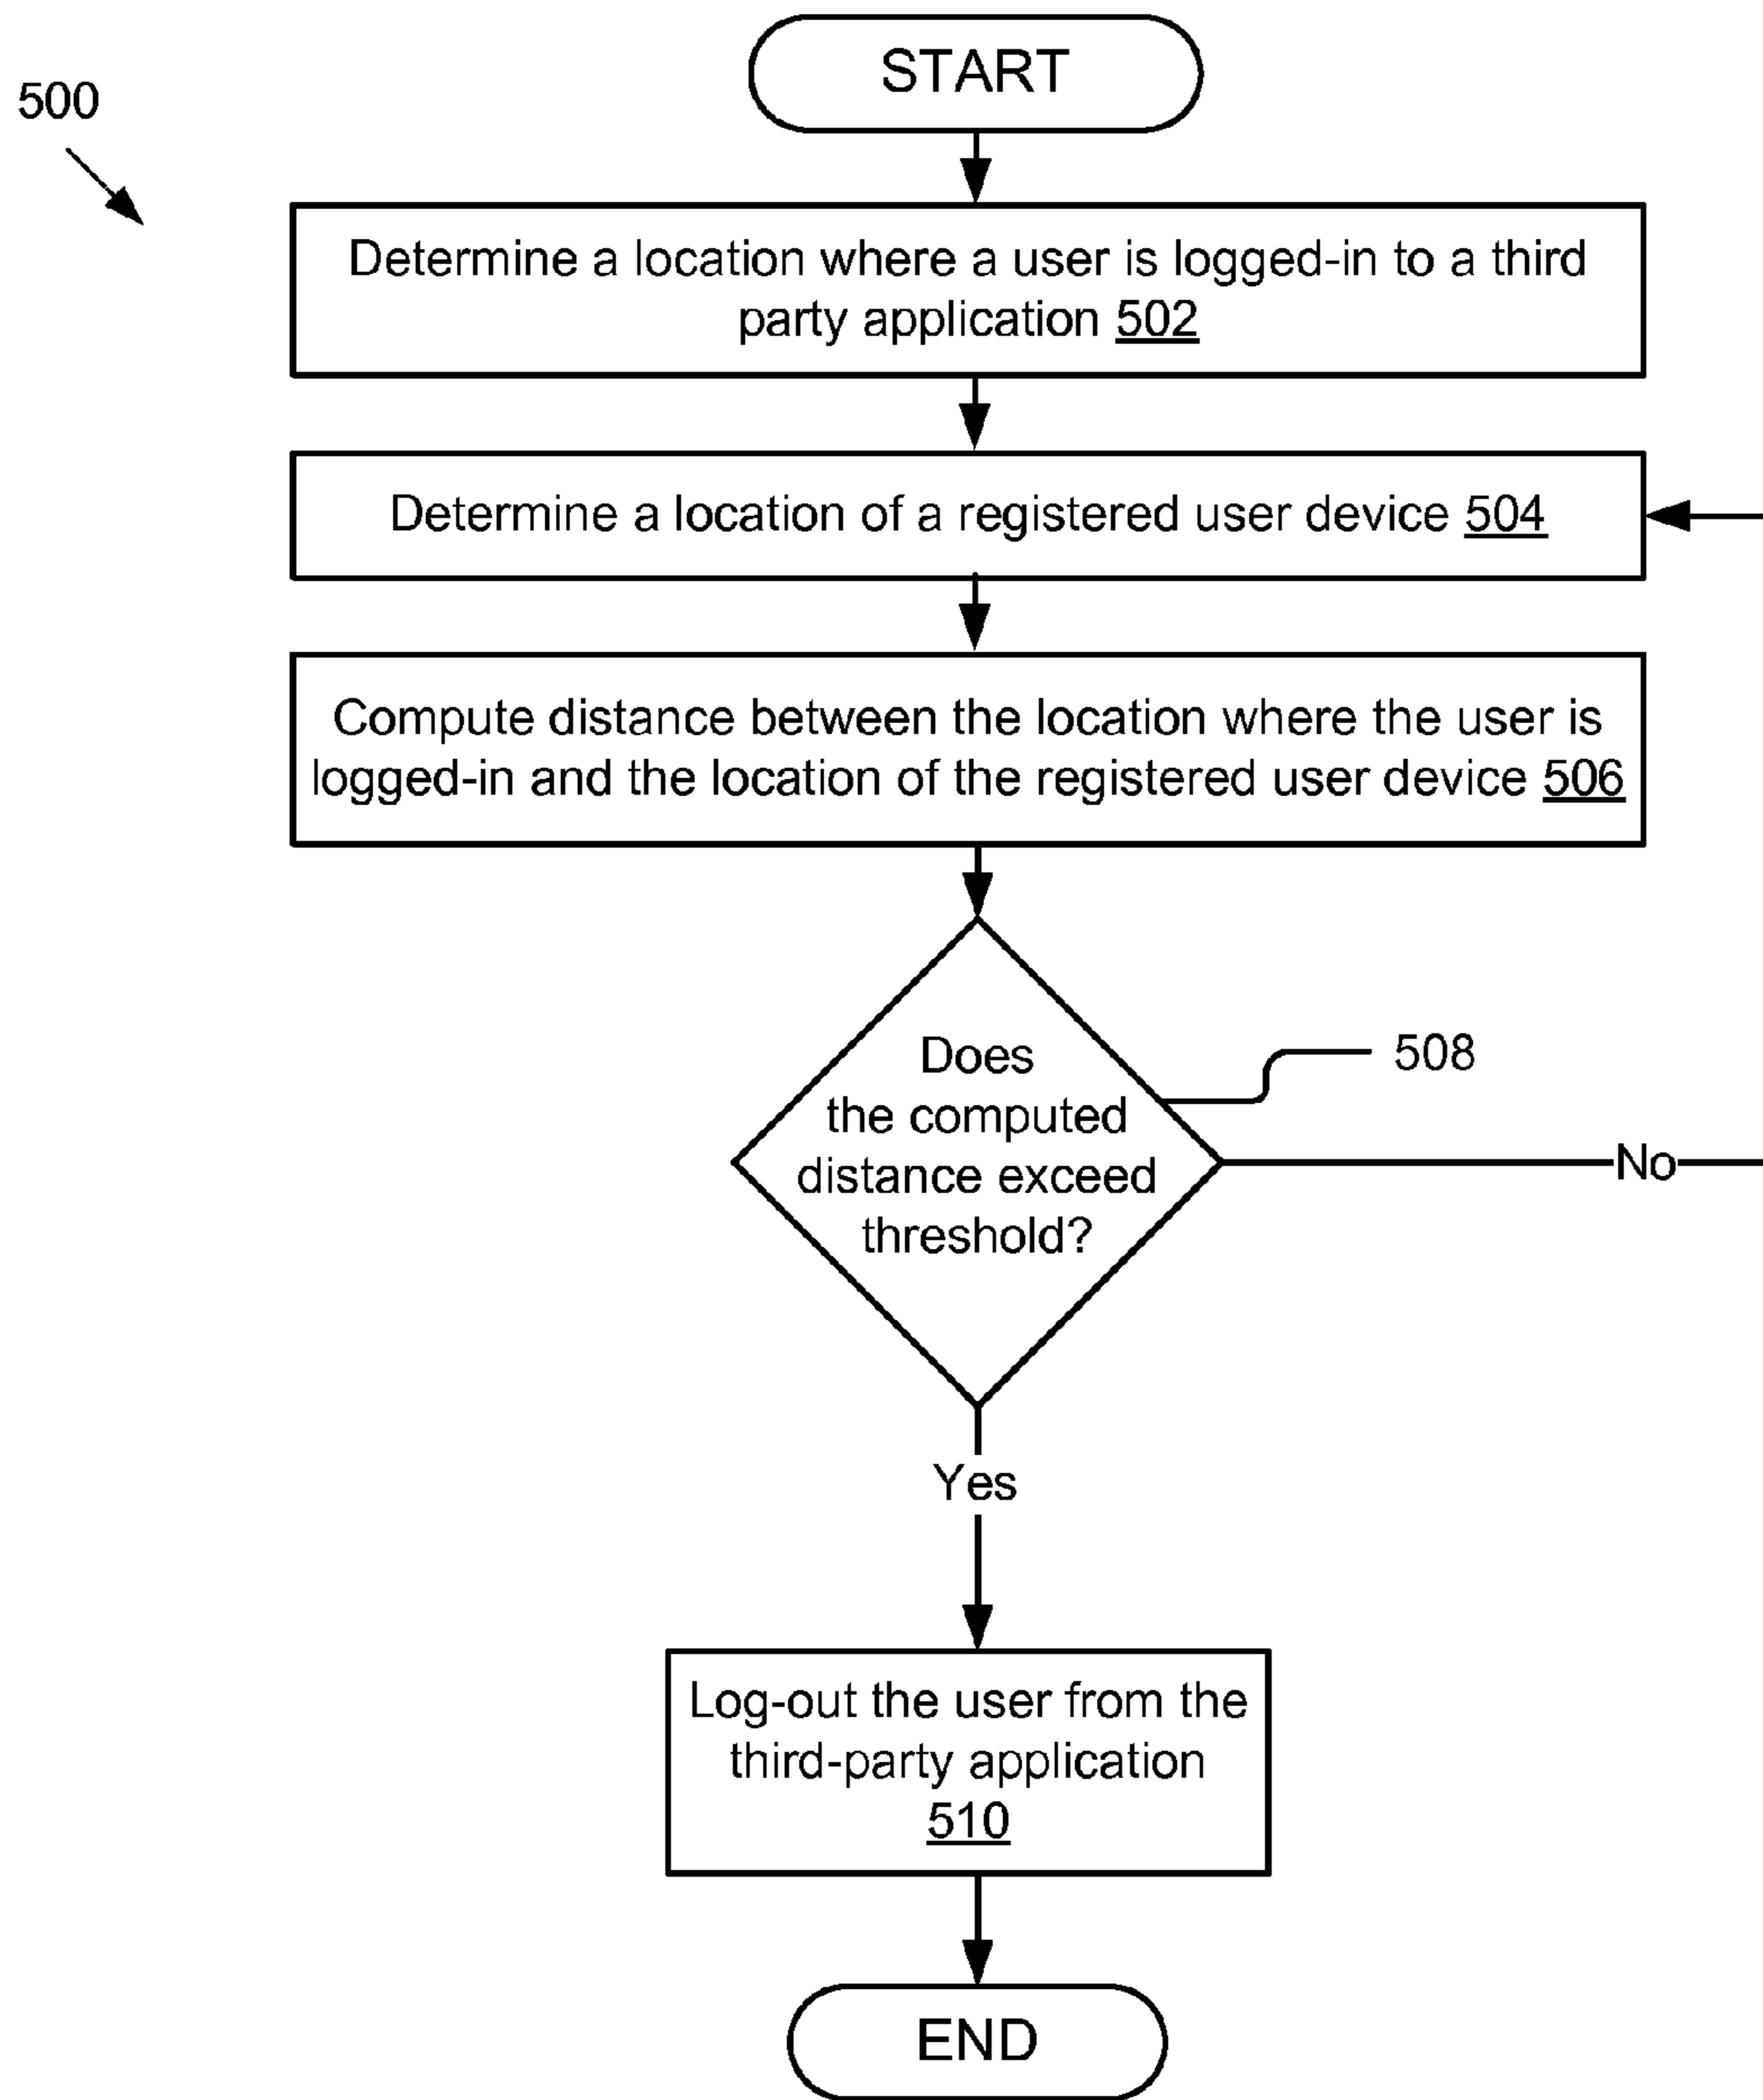 START
500
Determine a location where a user is logged-in to a third
party application 502
Determine a location of a registered user device 504
Compute distance between the location where the user is
logged-in and the location of the registered user device 506
Does
the computed
distance exceed
threshold?
508
No
Yes
Log-out the user from the
third-party application
510
END